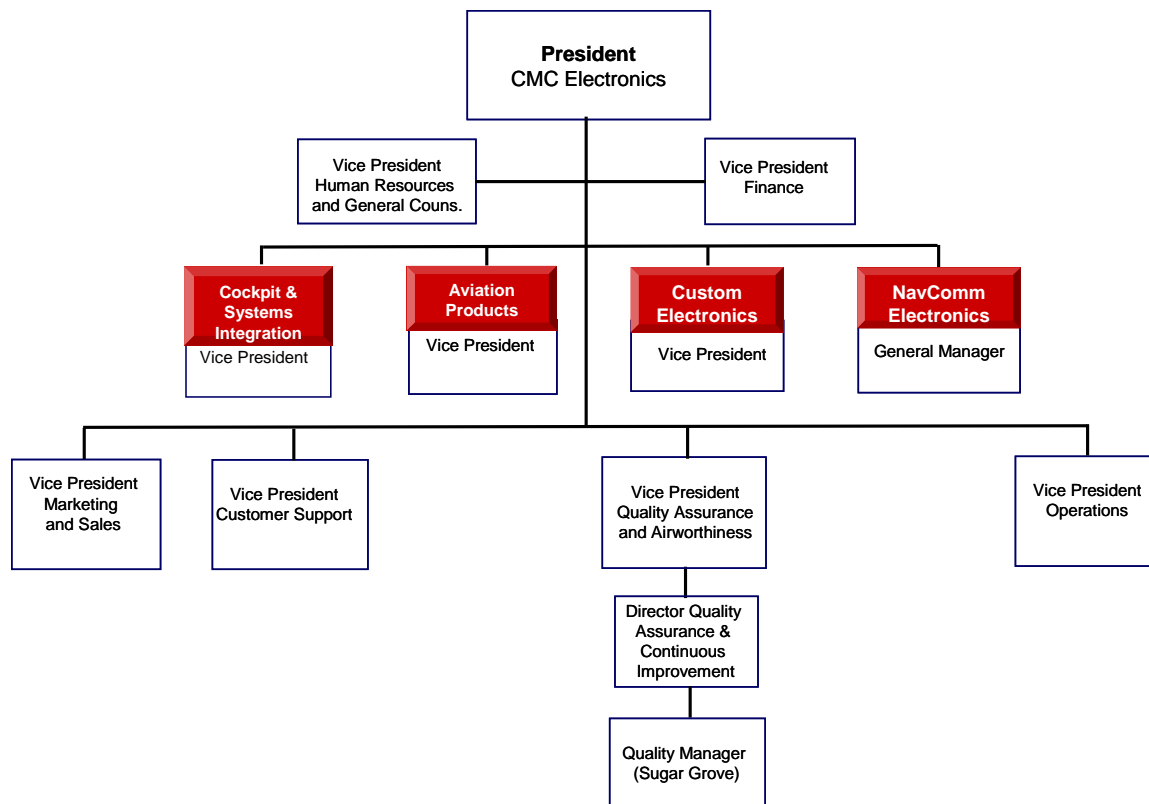 President
CMC Electronics
Vice President
Human Resources
and General Couns.
Vice President
Finance
Cockpit &
Systems
Integration
Vice President
Aviation
Products
Vice President
Custom
Electronics
Vice President
NavComm
Electronics
General Manager
Vice President
Marketing
and Sales
Vice President
Customer Support
Vice President
Quality Assurance
and Airworthiness
Vice President
Operations
Director Quality
Assurance &
Continuous
Improvement
Quality Manager
(Sugar Grove)